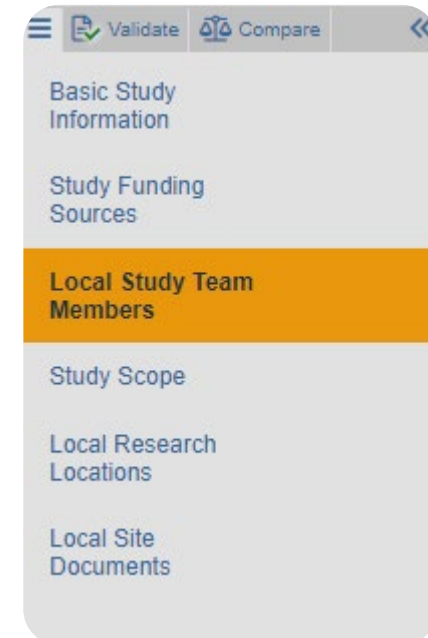 Validate Compare
Basic Study
Information
Study Funding
Sources
Local Study Team
Members
Study Scope
Local Research
Locations
Local Site
Documents